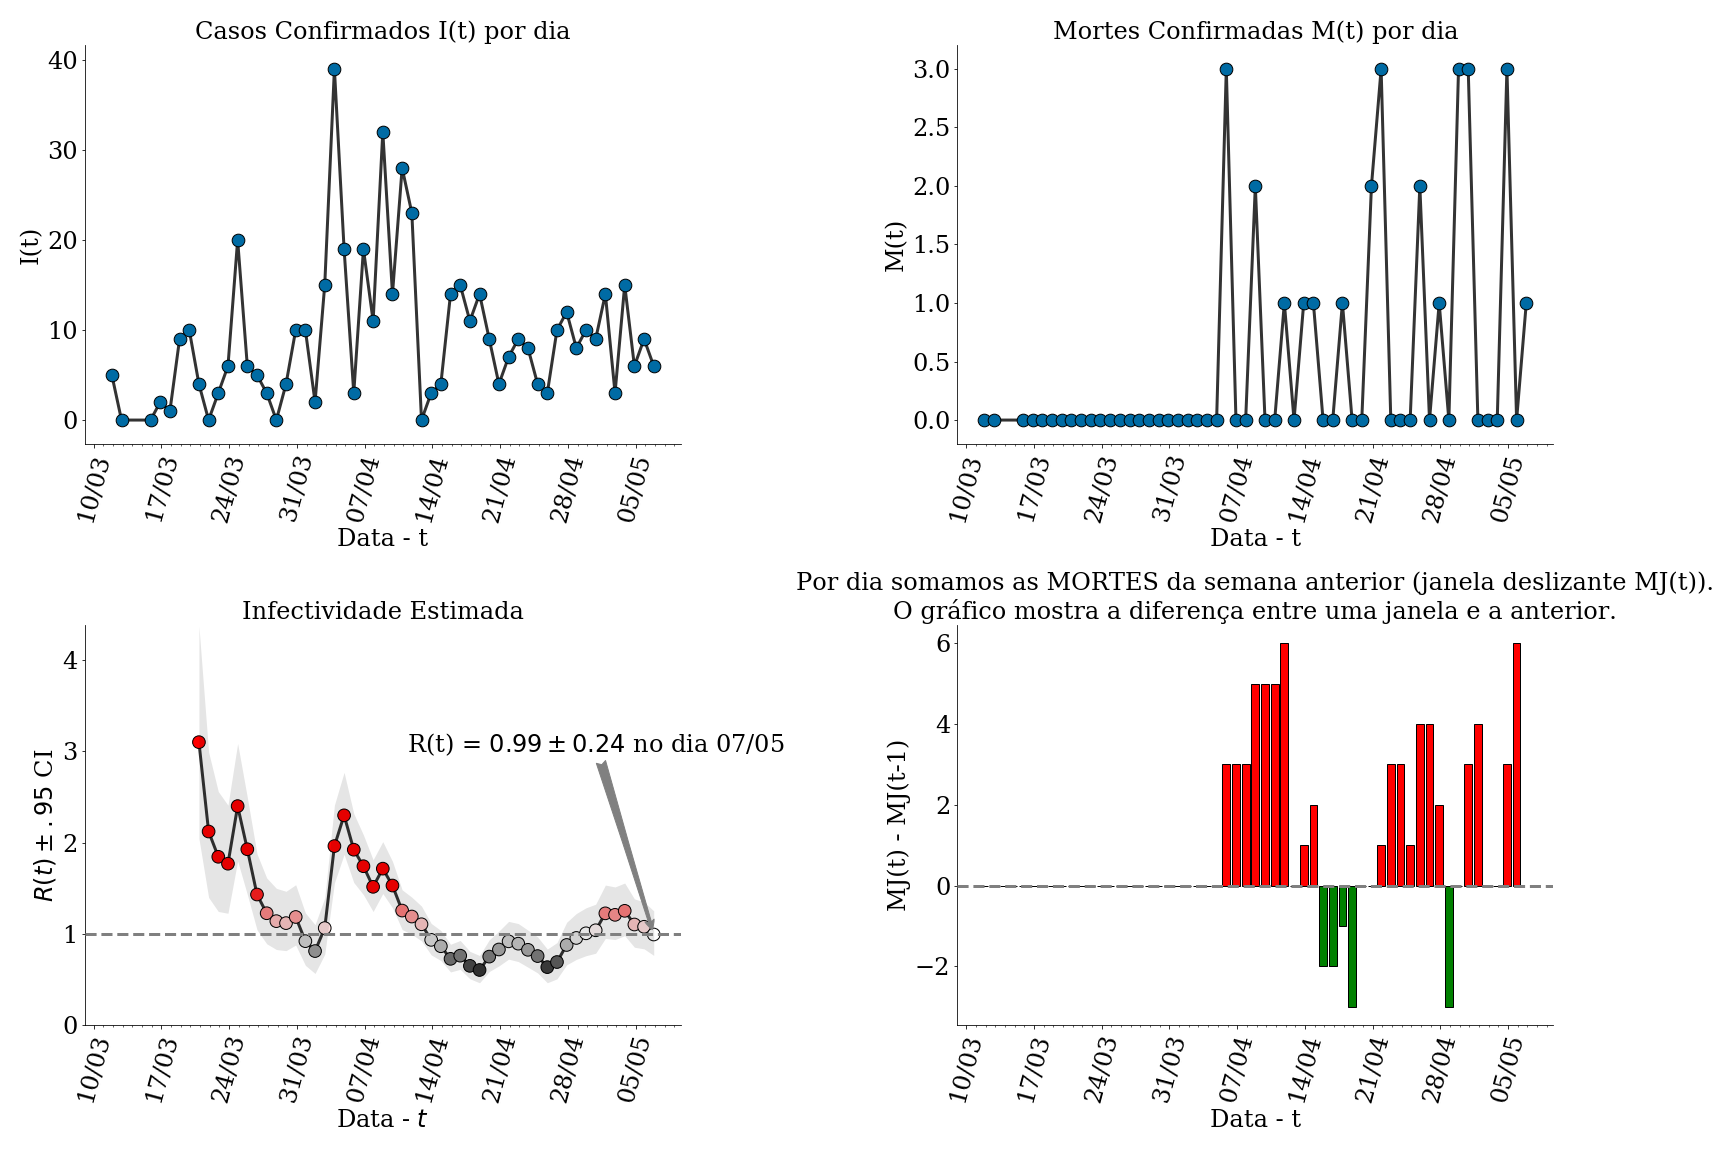 Casos Confirmados I(t) por dia
40
30
20
10
0
I(t)
10/03 17/03 24/03 31/03 07/04 14/04 21/04 28/04 05/05
Data - t
Mortes Confirmadas M(t) por dia
3.0
2.5
2.0
1.5
1.0
0.5
0.0
M(t)
10/03 17/03 24/03 31/03 07/04 14/04 21/04 28/04 05/05
Data - t
Infectividade Estimada
4
3
2
1
0
R(t) ± .95 CI
R(t) = 0.99 ± 0.24 no dia 07/05
10/03 17/03 24/03 31/03 07/04 14/04 21/04 28/04 05/05
Data - t
Por dia somamos as MORTES da semana anterior (janela deslizante MJ(t)).
O gráfico mostra a diferença entre uma janela e a anterior.
6
4
2
0
−2
MJ(t) - MJ(t-1)
10/03 17/03 24/03 31/03 07/04 14/04 21/04 28/04 05/05
Data - t